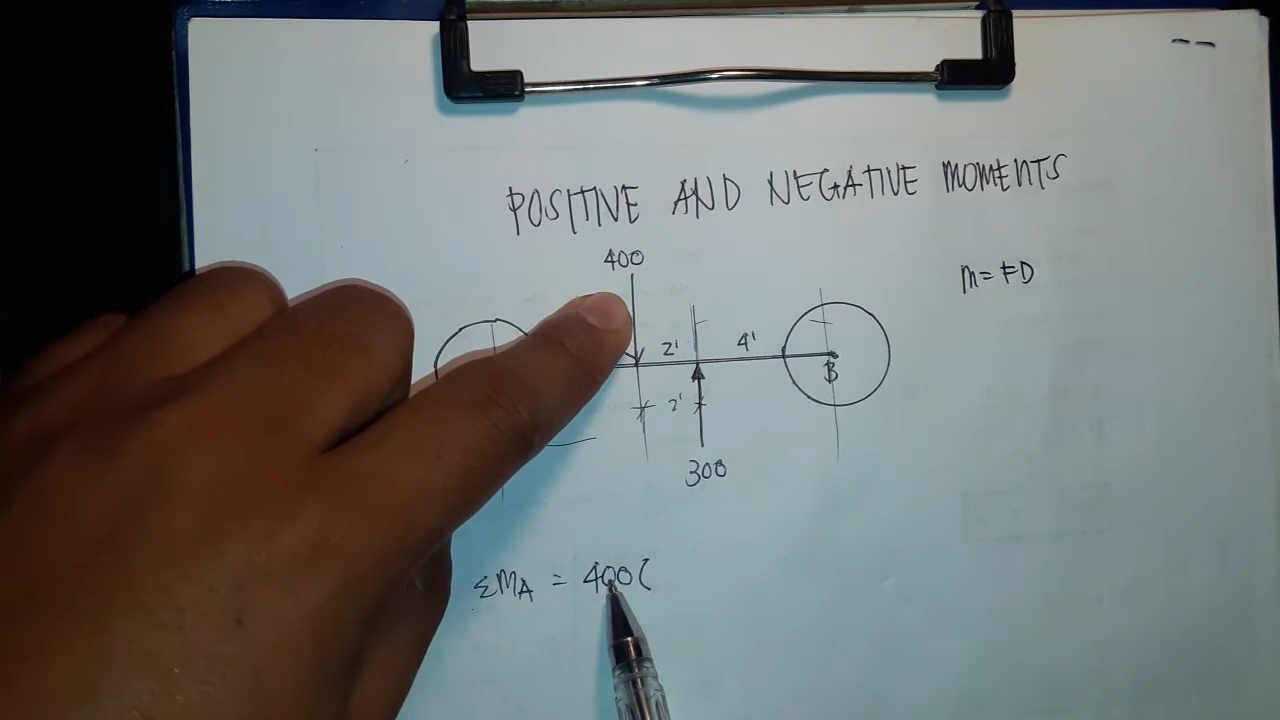 POSITIVE AND NEGATIVE MOMENTS
400
M = FD
2' 4'
B
2'
300
ΣMA = 400(